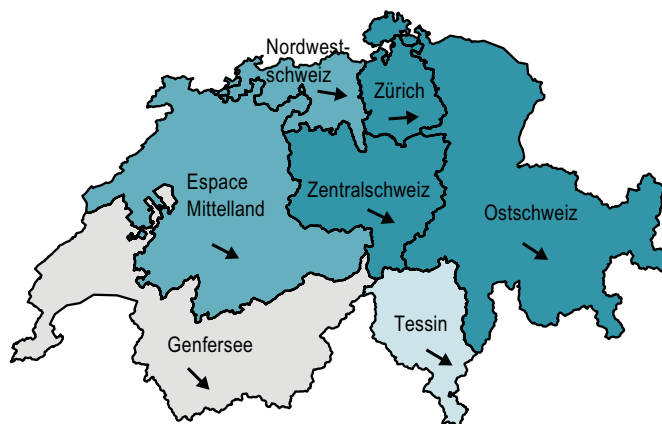 Nordwest-
schweiz
Zürich
Espace
Mittelland
Zentralschweiz
Ostschweiz
Tessin
Genfersee